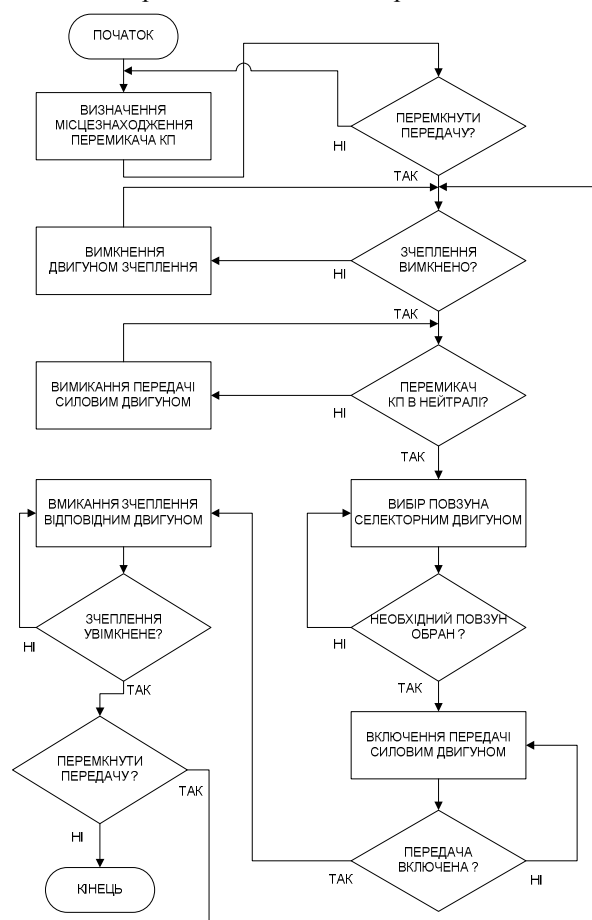 ПОЧАТОК
ВИЗНАЧЕННЯ
МІСЦЕЗНАХОДЖЕННЯ
ПЕРЕМИКАЧА КП
ПЕРЕМКНУТИ
ПЕРЕДАЧУ?
НІ
ТАК
ВИМКНЕННЯ
ДВИГУНОМ ЗЧЕПЛЕННЯ
ЗЧЕПЛЕННЯ
ВИМКНЕНО?
НІ
ТАК
ВИМИКАННЯ ПЕРЕДАЧІ
СИЛОВИМ ДВИГУНОМ
ПЕРЕМИКАЧ
КП В НЕЙТРАЛІ?
НІ
ТАК
ВМИКАННЯ ЗЧЕПЛЕННЯ
ВІДПОВІДНИМ ДВИГУНОМ
ВИБІР ПОВЗУНА
СЕЛЕКТОРНИМ ДВИГУНОМ
ЗЧЕПЛЕННЯ
УВІМКНЕНЕ?
НІ
ТАК
НЕОБХІДНИЙ ПОВЗУН
ОБРАН ?
НІ
ТАК
ВКЛЮЧЕННЯ ПЕРЕДАЧІ
СИЛОВИМ ДВИГУНОМ
ПЕРЕМКНУТИ
ПЕРЕДАЧУ ?
ТАК
НІ
ПЕРЕДАЧА
ВКЛЮЧЕНА ?
ТАК
НІ
КІНЕЦЬ